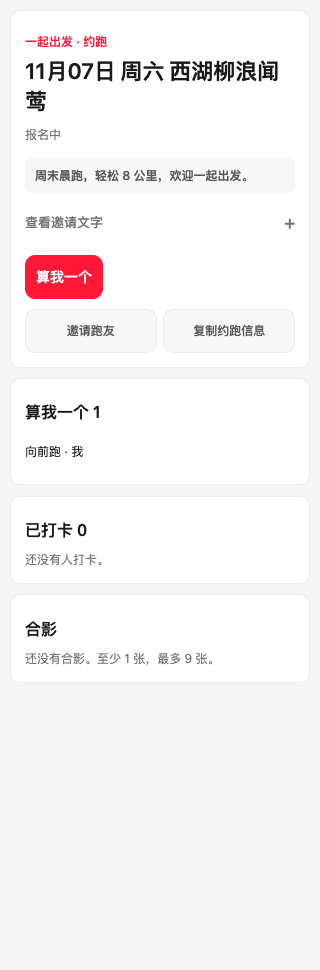 一起出发 · 约跑
11月07日 周六 西湖柳浪闻
莺
报名中
周末晨跑，轻松 8 公里，欢迎一起出发。
查看邀请文字 +
算我一个
邀请跑友 复制约跑信息
算我一个 1
向前跑 · 我
已打卡 0
还没有人打卡。
合影
还没有合影。至少 1 张，最多 9 张。